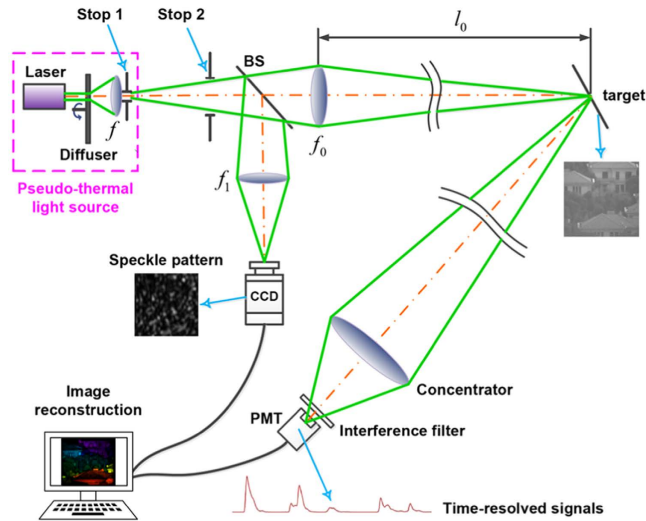 Stop 1
Stop 2
l₀
Laser
BS
target
f
f₀
Diffuser
Pseudo-thermal
light source
f₁
Speckle pattern
CCD
Concentrator
Image
reconstruction
PMT
Interference filter
Time-resolved signals